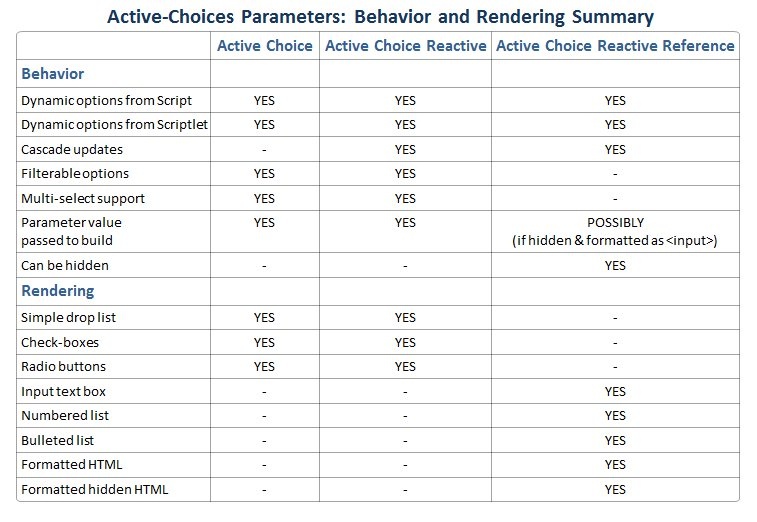 Active-Choices Parameters: Behavior and Rendering Summary
Active Choice Active Choice Reactive Active Choice Reactive Reference
Behavior
Dynamic options from Script YES YES YES
Dynamic options from Scriptlet YES YES YES
Cascade updates - YES YES
Filterable options YES YES -
Multi-select support YES YES -
Parameter value YES YES POSSIBLY
passed to build (if hidden & formatted as <input>)
Can be hidden - - YES
Rendering
Simple drop list YES YES -
Check-boxes YES YES -
Radio buttons YES YES -
Input text box - - YES
Numbered list - - YES
Bulleted list - - YES
Formatted HTML - - YES
Formatted hidden HTML - - YES